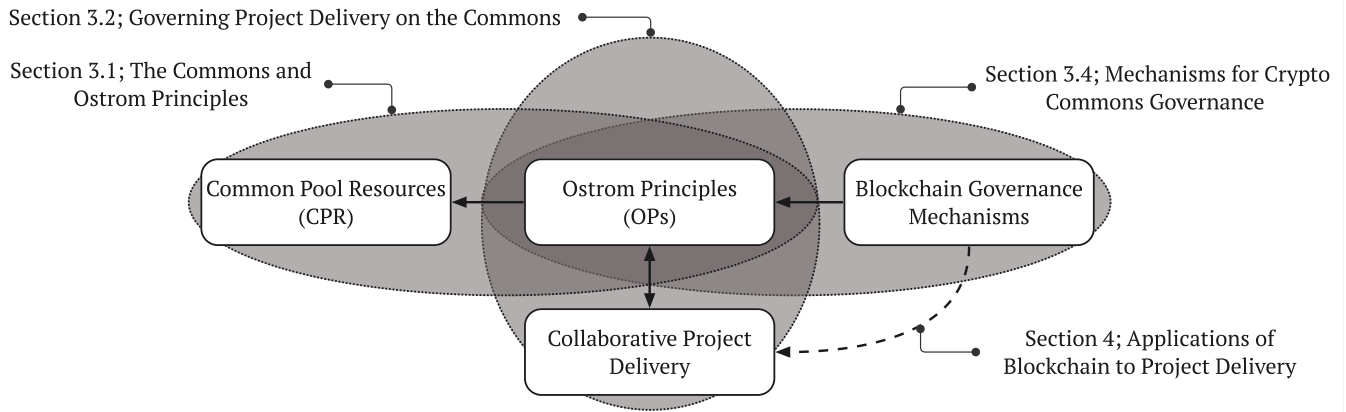 Section 3.2; Governing Project Delivery on the Commons
Section 3.1; The Commons and
Ostrom Principles
Section 3.4; Mechanisms for Crypto
Commons Governance
Common Pool Resources
(CPR)
Ostrom Principles
(OPs)
Blockchain Governance
Mechanisms
Collaborative Project
Delivery
Section 4; Applications of
Blockchain to Project Delivery